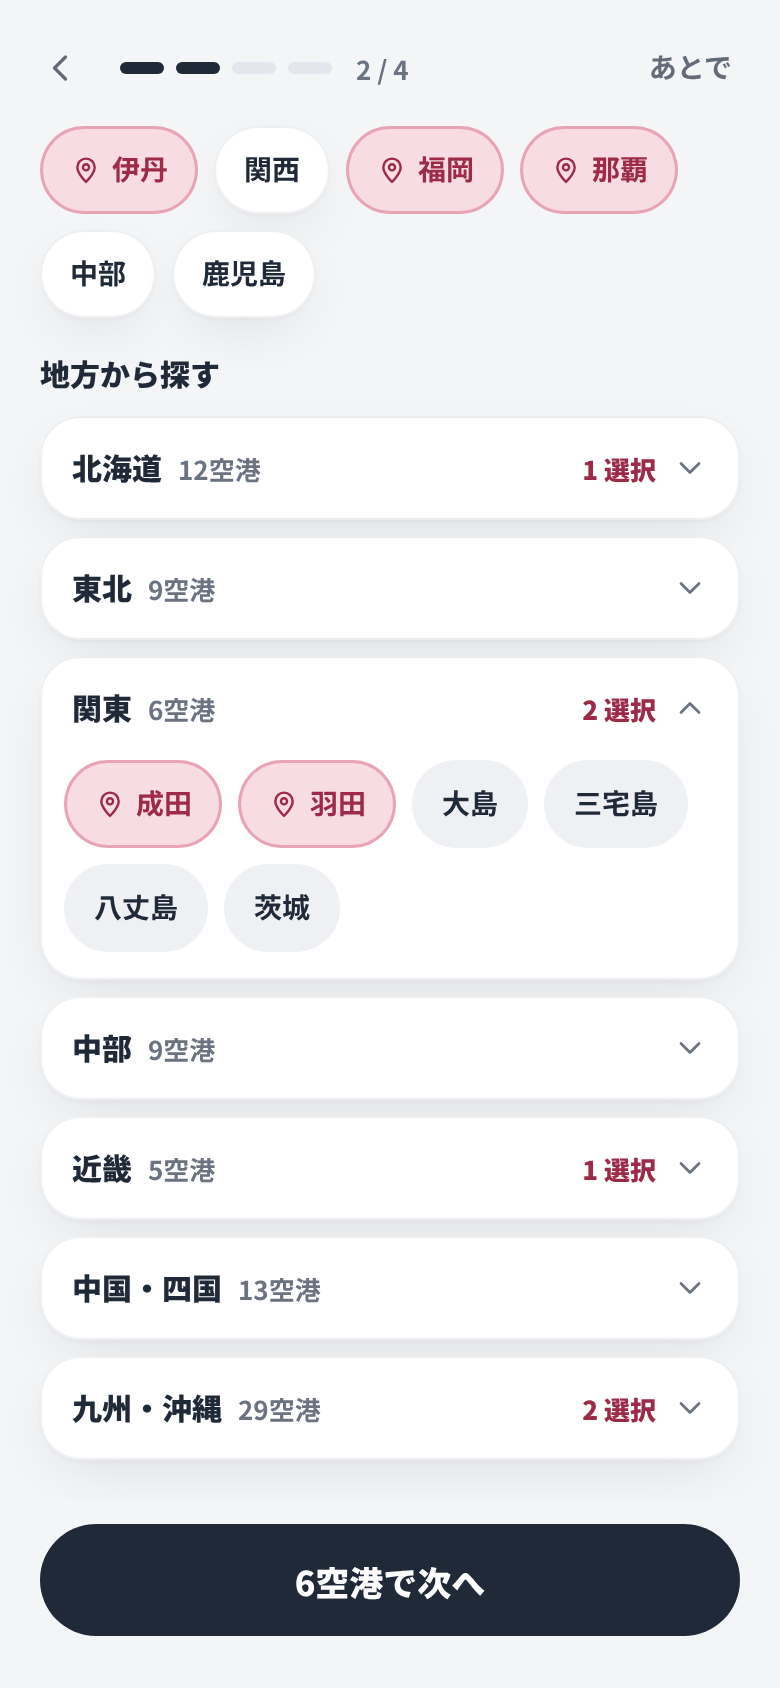 2 / 4 あとで
伊丹 関西 福岡 那覇
中部 鹿児島
地方から探す
北海道 12空港 1 選択
東北 9空港
関東 6空港 2 選択
成田 羽田 大島 三宅島
八丈島 茨城
中部 9空港
近畿 5空港 1 選択
中国・四国 13空港
九州・沖縄 29空港 2 選択
6空港で次へ